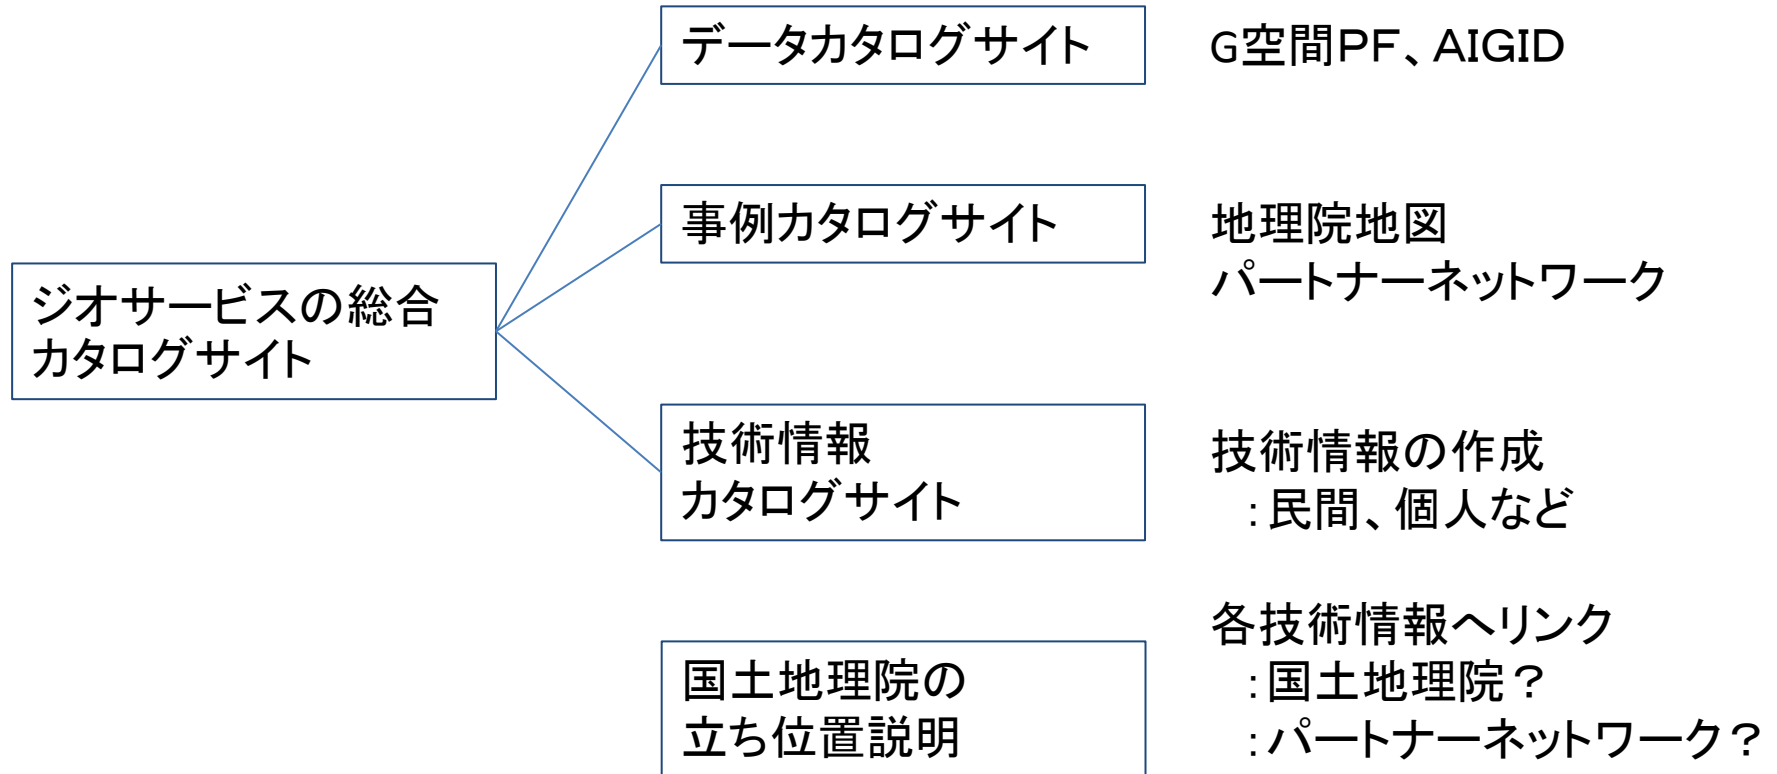 データカタログサイト
G空間ＰＦ、ＡＩＧＩＤ
事例カタログサイト
地理院地図
パートナーネットワーク
ジオサービスの総合
カタログサイト
技術情報
カタログサイト
技術情報の作成
：民間、個人など
国土地理院の
立ち位置説明
各技術情報へリンク
：国土地理院？
：パートナーネットワーク？